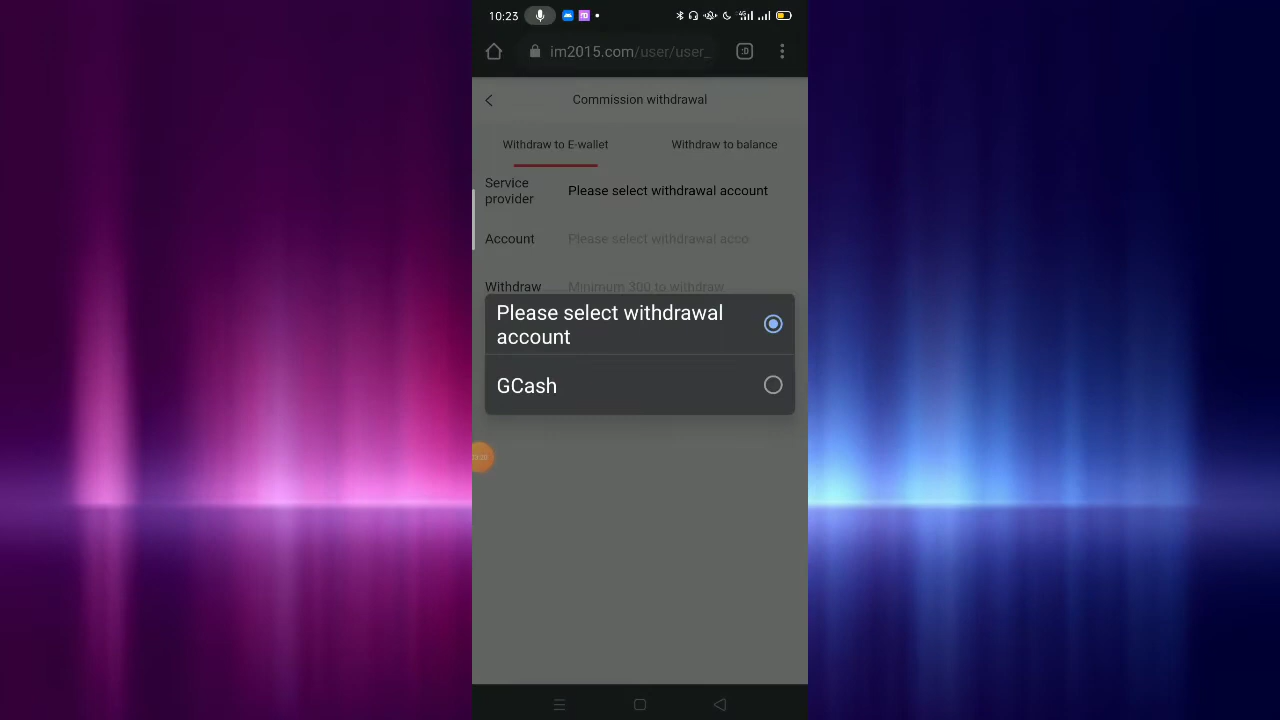 10:23
im2015.com/user/user_
Commission withdrawal
Withdraw to E-wallet
Withdraw to balance
Service
provider
Please select withdrawal account
Account
Please select withdrawal acco
Withdraw
Minimum 300 to withdraw
Please select withdrawal
account
GCash